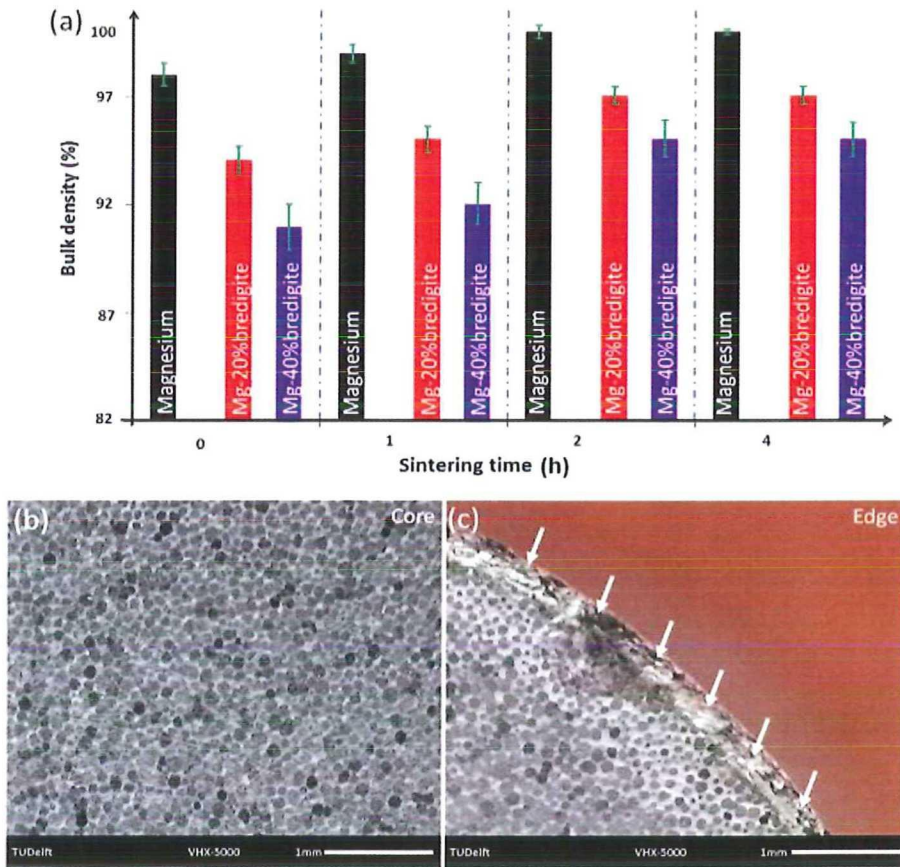 (a)
100
97
92
87
82
Bulk density (%)
Magnesium
Mg-20%bredigite
Mg-40%bredigite
Magnesium
Mg-20%bredigite
Mg-40%bredigite
Magnesium
Mg-20%bredigite
Mg-40%bredigite
Magnesium
Mg-20%bredigite
Mg-40%bredigite
0 1 2 4
Sintering time (h)
(b) Core
TUDelft VHX-5000 1mm
(c) Edge
TUDelft VHX-5000 1mm